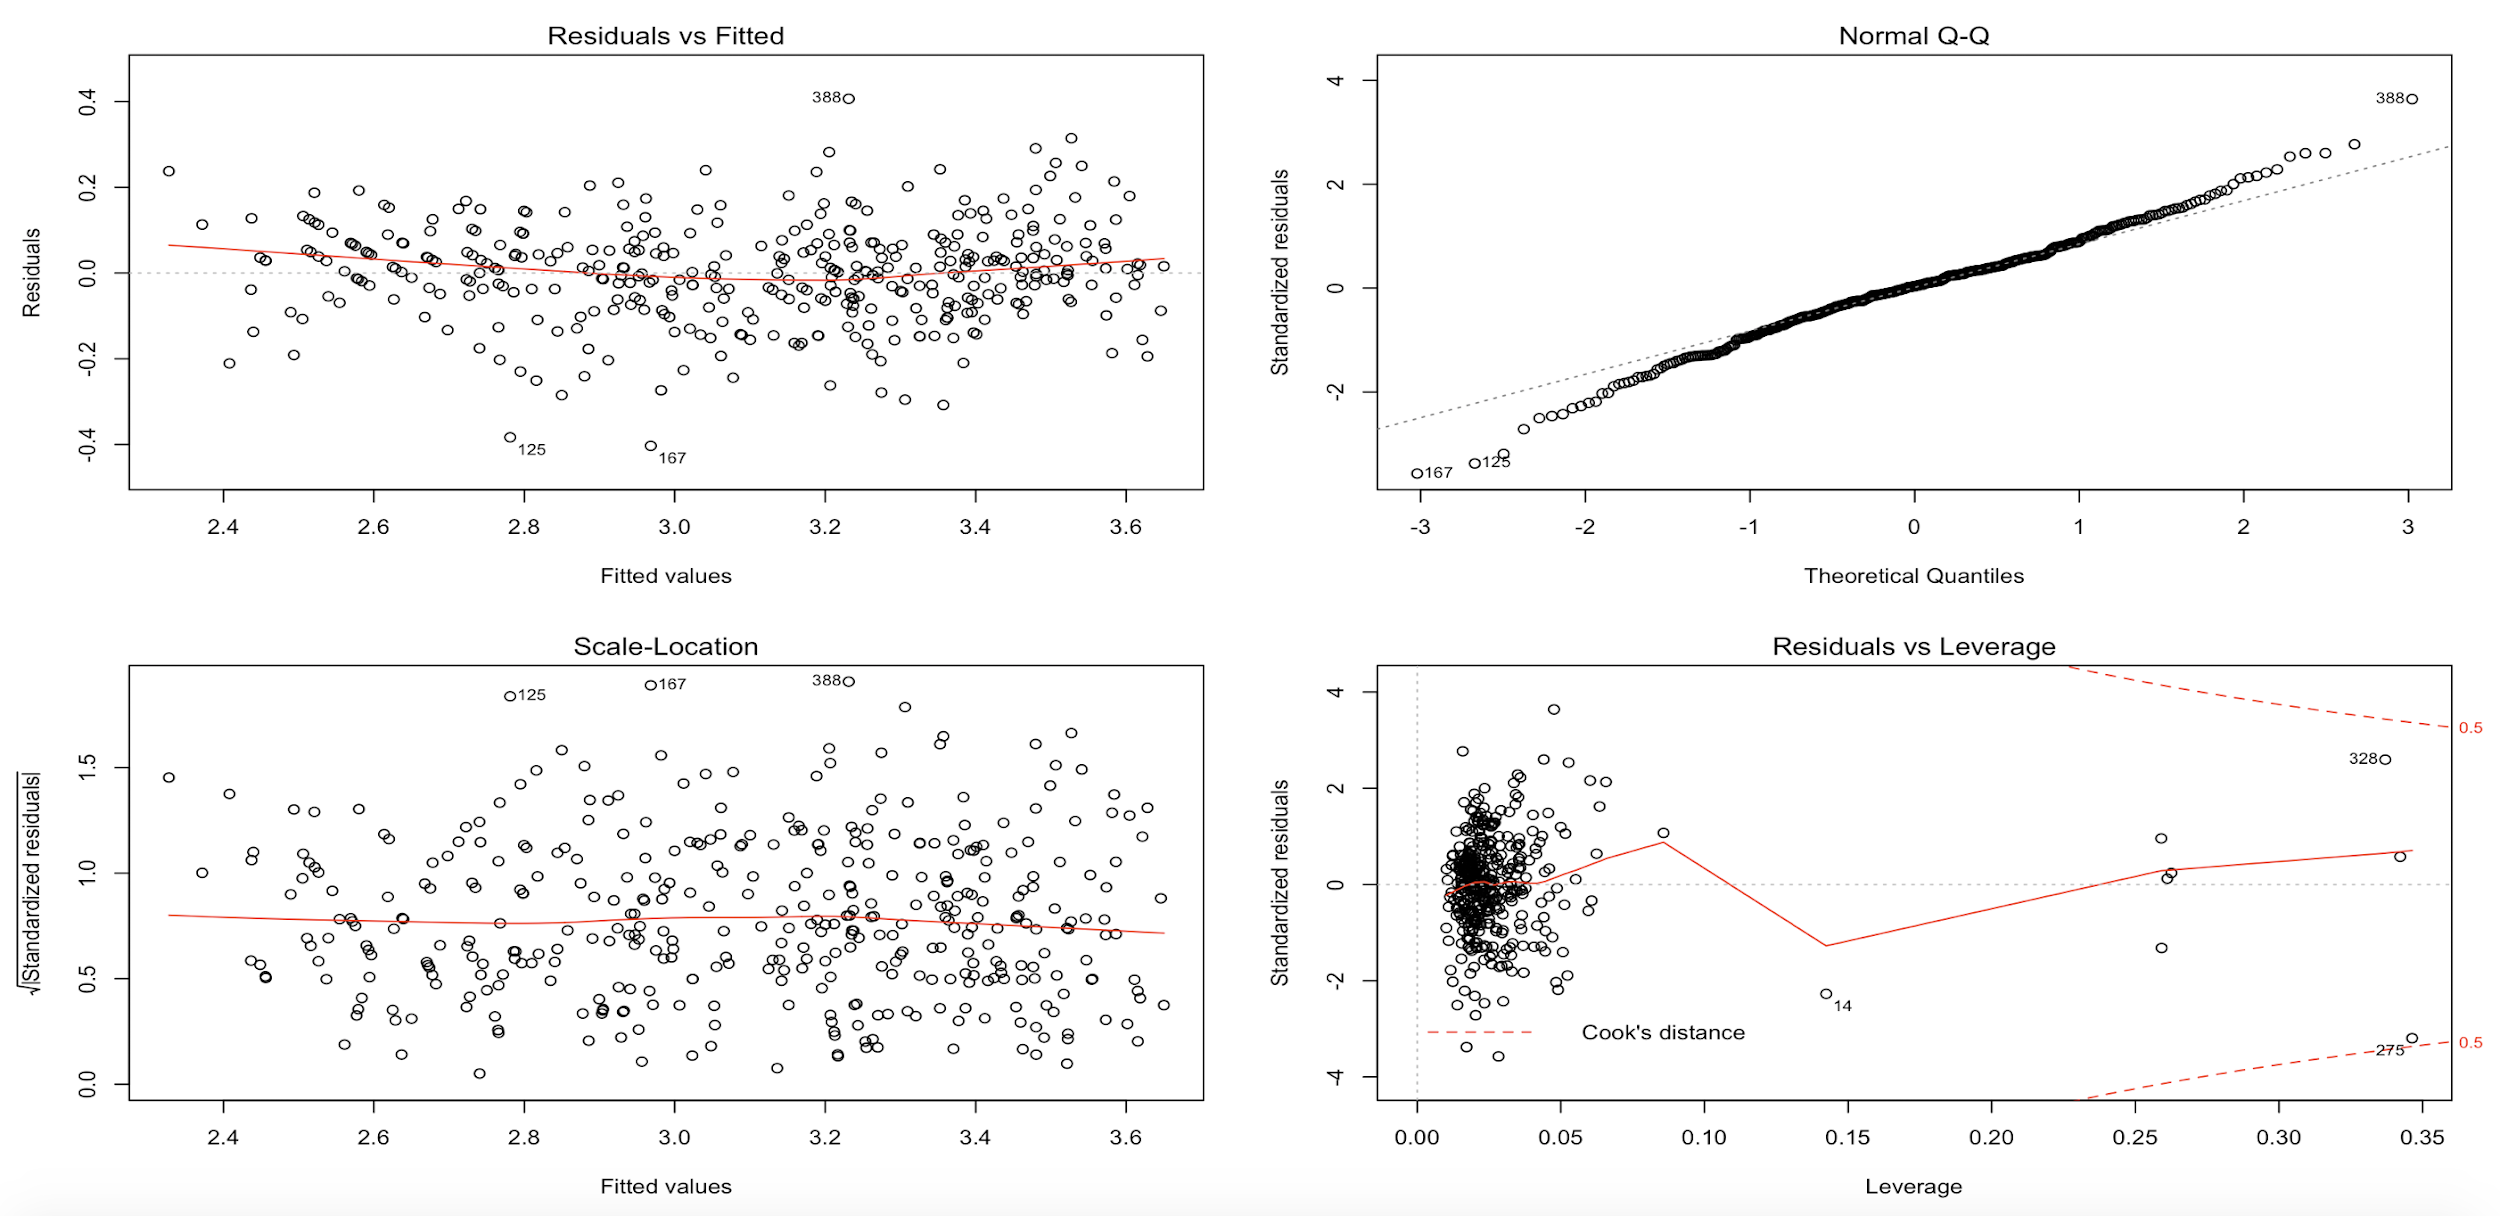 Residuals vs Fitted
Residuals
0.4
0.2
0.0
-0.2
-0.4
388
125
167
2.4 2.6 2.8 3.0 3.2 3.4 3.6
Fitted values
Normal Q-Q
Standardized residuals
4
2
0
-2
388
167
125
-3 -2 -1 0 1 2 3
Theoretical Quantiles
Scale-Location
√|Standardized residuals|
1.5
1.0
0.5
0.0
125
167
388
2.4 2.6 2.8 3.0 3.2 3.4 3.6
Fitted values
Residuals vs Leverage
Standardized residuals
4
2
0
-2
-4
0.5
328
14
Cook's distance
275
0.5
0.00 0.05 0.10 0.15 0.20 0.25 0.30 0.35
Leverage